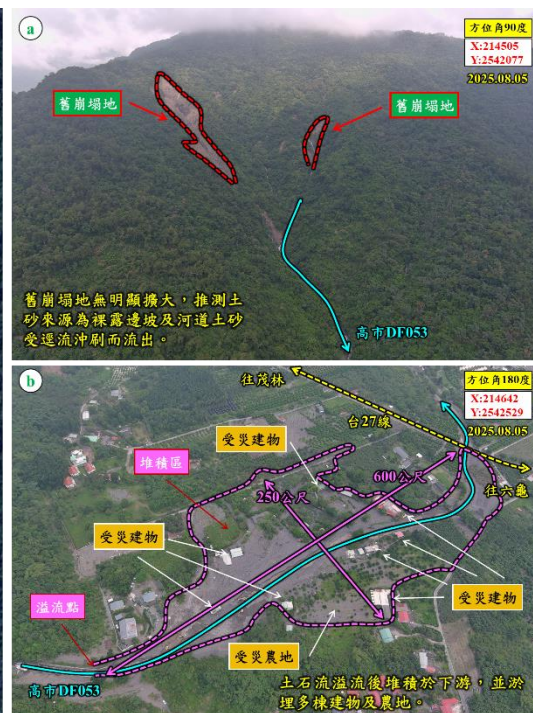 a
方位角90度
X:214505
Y:2542077
2025.08.05
舊崩塌地
舊崩塌地
舊崩塌地無明顯擴大，推測土
砂來源為裸露邊坡及河道土砂
受逕流沖刷而流出。
高市DF053
b
方位角180度
X:214642
Y:2542529
2025.08.05
往茂林
台27線
受災建物
堆積區
600公尺
往六龜
250公尺
受災建物
受災建物
溢流點
受災農地
高市DF053
土石流溢流後堆積於下游，並淤
埋多棟建物及農地。